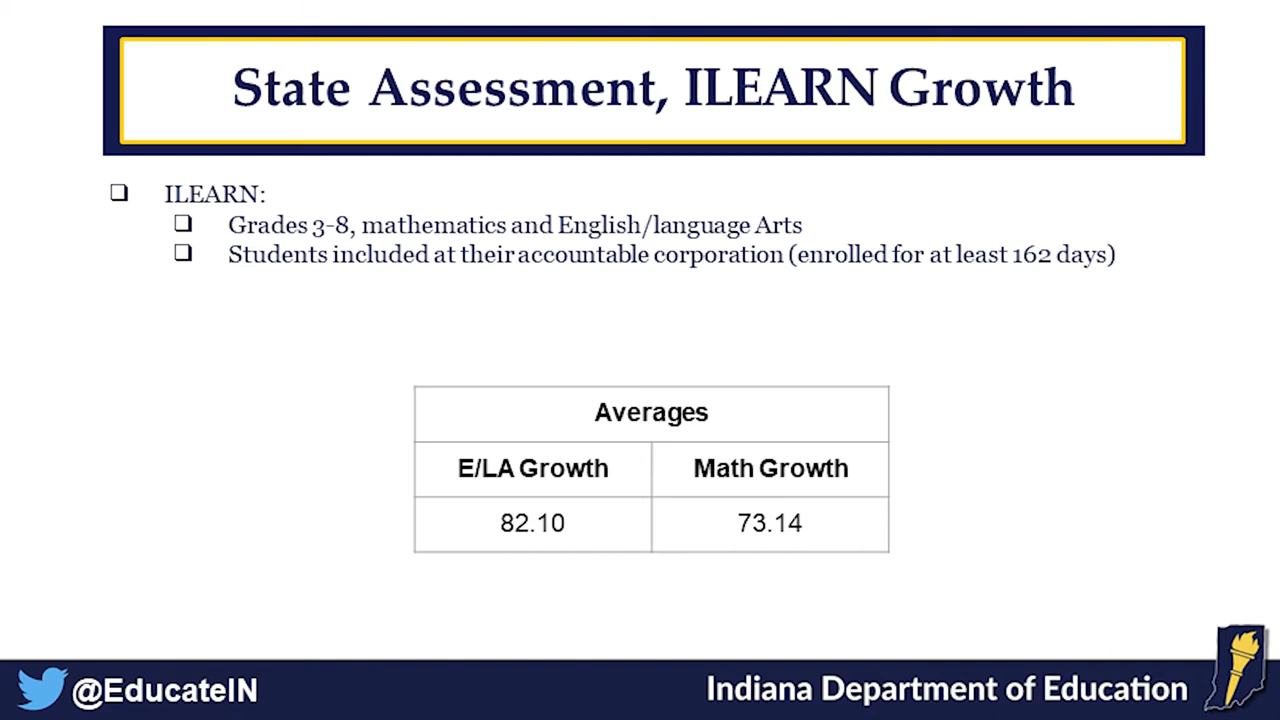 State Assessment, ILEARN Growth
ILEARN:
Grades 3-8, mathematics and English/language Arts
Students included at their accountable corporation (enrolled for at least 162 days)
Averages
E/LA Growth Math Growth
82.10 73.14
@EducateIN Indiana Department of Education